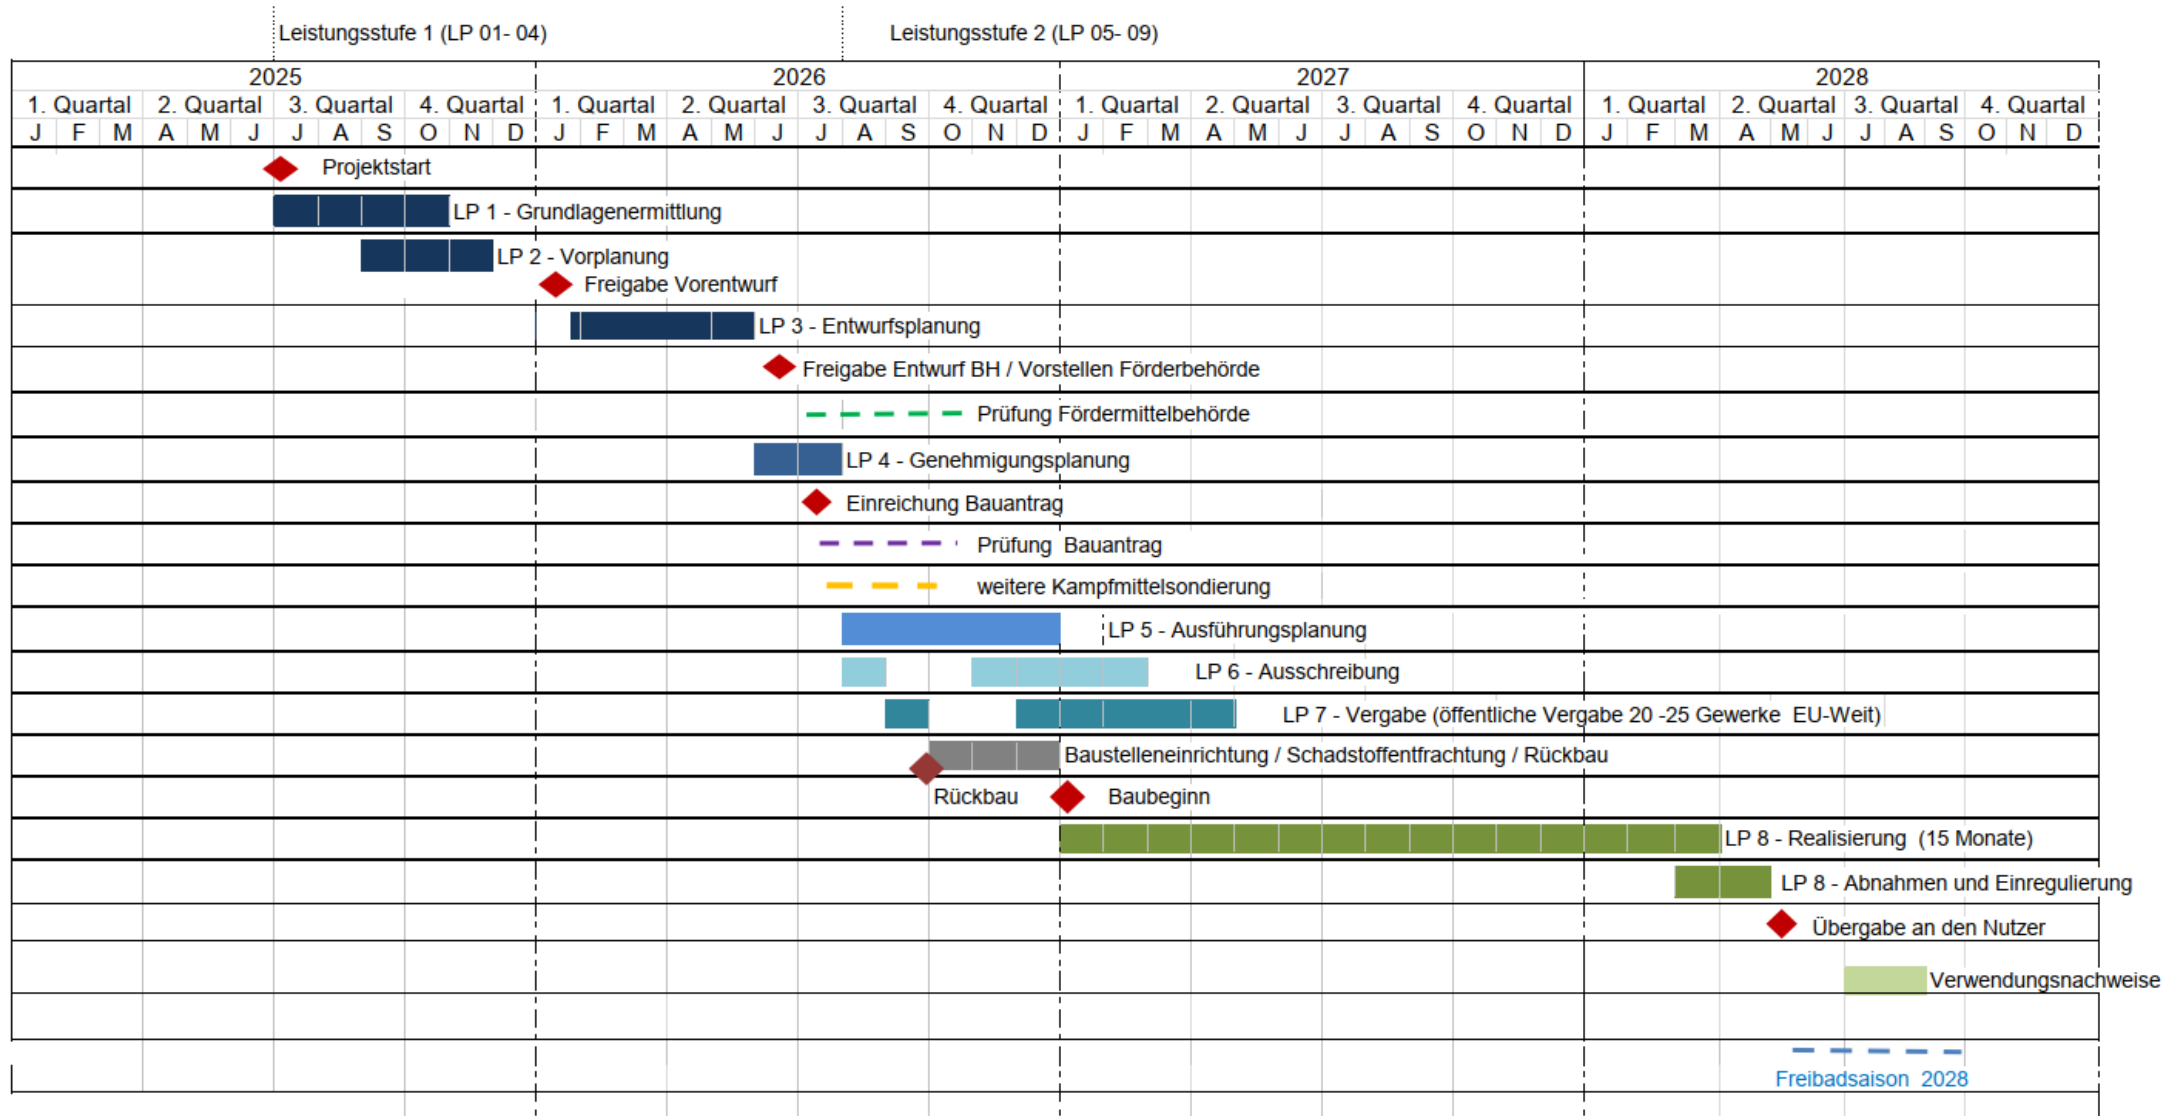 Leistungsstufe 1 (LP 01- 04) Leistungsstufe 2 (LP 05- 09)
2025 2026 2027 2028
1. Quartal 2. Quartal 3. Quartal 4. Quartal 1. Quartal 2. Quartal 3. Quartal 4. Quartal 1. Quartal 2. Quartal 3. Quartal 4. Quartal 1. Quartal 2. Quartal 3. Quartal 4. Quartal
J F M A M J J A S O N D J F M A M J J A S O N D J F M A M J J A S O N D J F M A M J J A S O N D
Projektstart
LP 1 - Grundlagenermittlung
LP 2 - Vorplanung
Freigabe Vorentwurf
LP 3 - Entwurfsplanung
Freigabe Entwurf BH / Vorstellen Förderbehörde
Prüfung Fördermittelbehörde
LP 4 - Genehmigungsplanung
Einreichung Bauantrag
Prüfung Bauantrag
weitere Kampfmittelsondierung
LP 5 - Ausführungsplanung
LP 6 - Ausschreibung
LP 7 - Vergabe (öffentliche Vergabe 20 -25 Gewerke EU-Weit)
Baustelleneinrichtung / Schadstoffentfrachtung / Rückbau
Rückbau Baubeginn
LP 8 - Realisierung (15 Monate)
LP 8 - Abnahmen und Einregulierung
Übergabe an den Nutzer
Verwendungsnachweise
Freibadsaison 2028